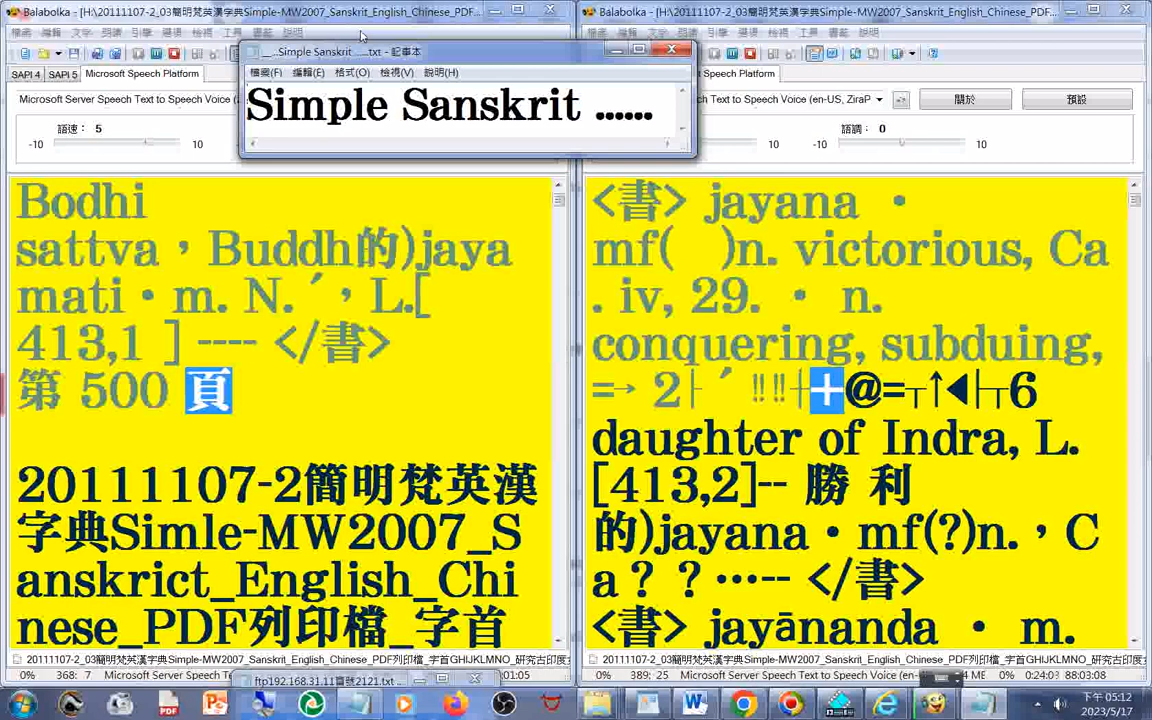 Balabolka - [H:\20111107-2_03簡明梵英漢字典Simple-MW2007_Sanskrit_English_Chinese_PDF
Balabolka - [H:\20111107-2_03簡明梵英漢字典Simple-MW2007_Sanskrit_English_Chinese_PDF...
__...Simple Sanskrit ......txt - 記事本
檔案(F) 編輯(E) 格式(O) 檢視(V) 說明(H)
Simple Sanskrit ......
SAPI 4 SAPI 5 Microsoft Speech Platform
Speech Platform
Microsoft Server Speech Text to Speech Voice (
ch Text to Speech Voice (en-US, ZiraP
關於
預設
語速： 5
-10 10
語調： 0
10 -10 10
Bodhi
sattva，Buddh的)jaya
mati‧m. N.ˊ，L.[
413,1 ] ---- </書>
第 500 頁
20111107-2簡明梵英漢
字典Simle-MW2007_S
anskrict_English_Chi
nese_PDF列印檔_字首
<書> jayana ‧
mf( )n. victorious, Ca
. iv, 29. ‧ n.
conquering, subduing,
=→ 2├ˊ ‼‼┼+@=┬↑◄├┬6
daughter of Indra, L.
[413,2]-- 勝 利
的)jayana‧mf(?)n.，C
a？？…-- </書>
<書> jayānanda ‧ m.
20111107-2_03簡明梵英漢字典Simple-MW2007_Sanskrit_English_Chinese_PDF列印檔_字首GHIJKLMNO_研究古印度
20111107-2_03簡明梵英漢字典Simple-MW2007_Sanskrit_English_Chinese_PDF列印檔_字首GHIJKLMNO_研究古印度
0% 368: 7 Microsoft Server Spee
ftp192.168.31.11
2121.txt ...
:01:05
0% 389: 25 Microsoft Server Speech Text to Speech Voice (en-
4 ME
0% 0:24:0
88:03:08
下午 05:12
2023/5/17